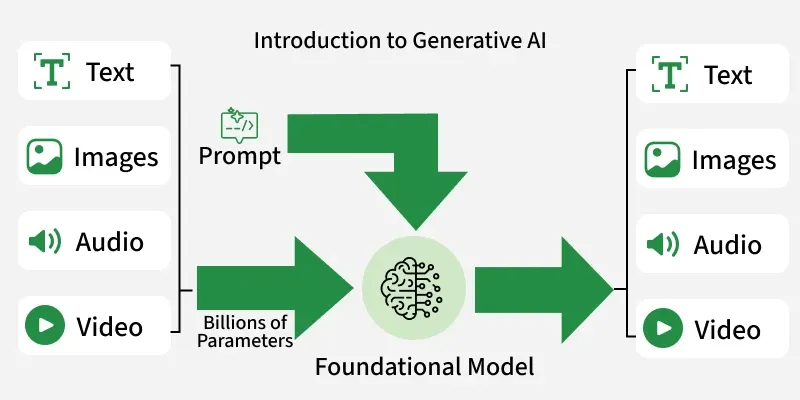 Introduction to Generative AI
Text
Images
Audio
Video
--/>
Prompt
Billions of
Parameters
Foundational Model
Text
Images
Audio
Video